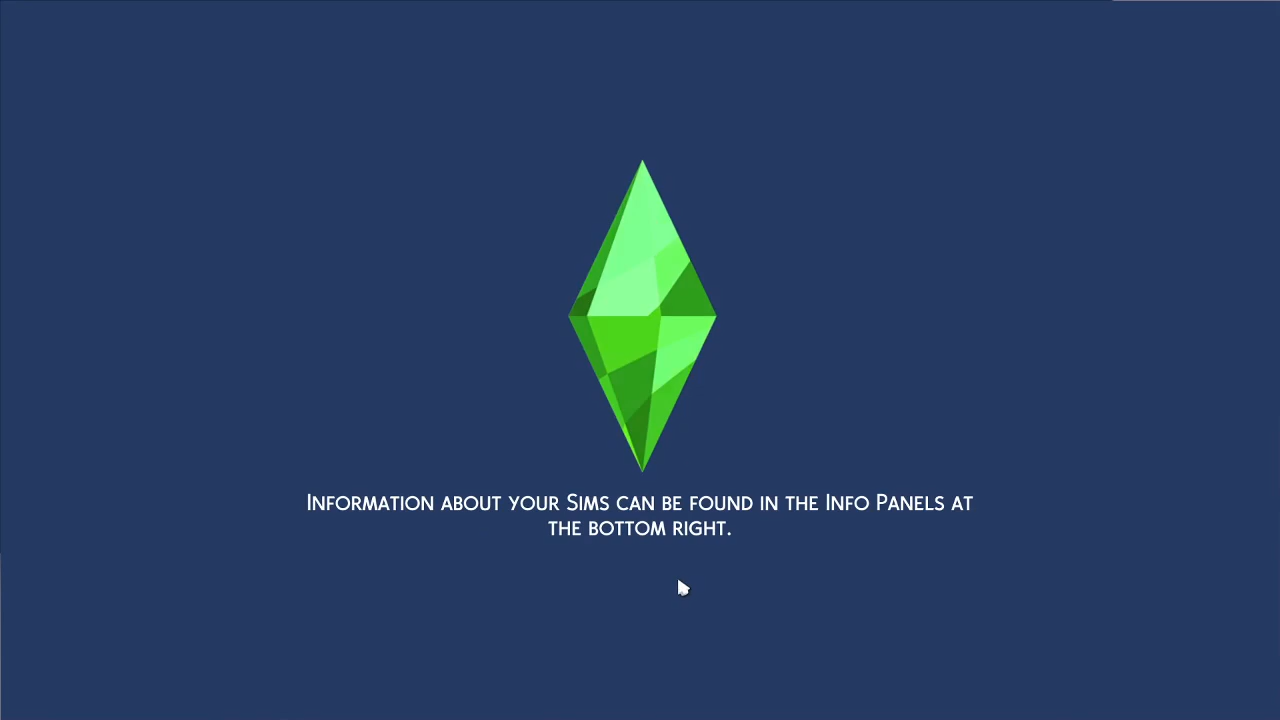 Information about your Sims can be found in the Info Panels at
the bottom right.